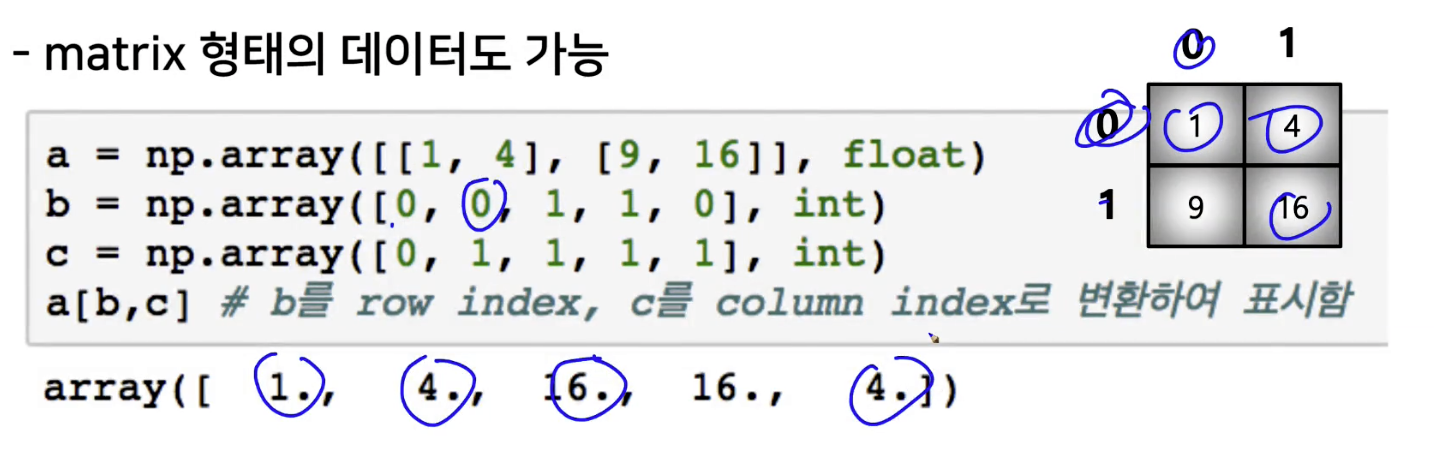 - matrix 형태의 데이터도 가능
0 1
a = np.array([[1, 4], [9, 16]], float)
0 1 4
b = np.array([0, 0, 1, 1, 0], int)
1 9 16
c = np.array([0, 1, 1, 1, 1], int)
a[b,c] # b를 row index, c를 column index로 변환하여 표시함
array([ 1., 4., 16., 16., 4.])